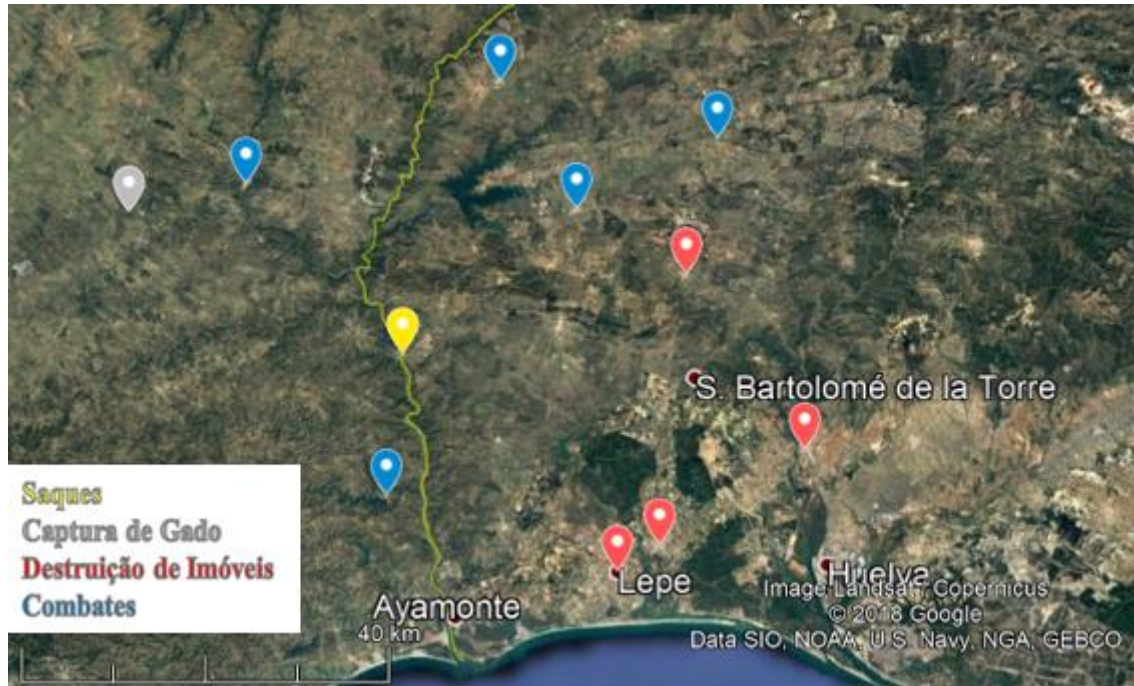 S. Bartolomé de la Torre
Saques
Captura de Gado
Destruição de Imóveis
Combates
Ayamonte
40 km
Lepe
Huelva
Image Landsat / Copernicus
© 2018 Google
Data SIO, NOAA, U.S. Navy, NGA, GEBCO